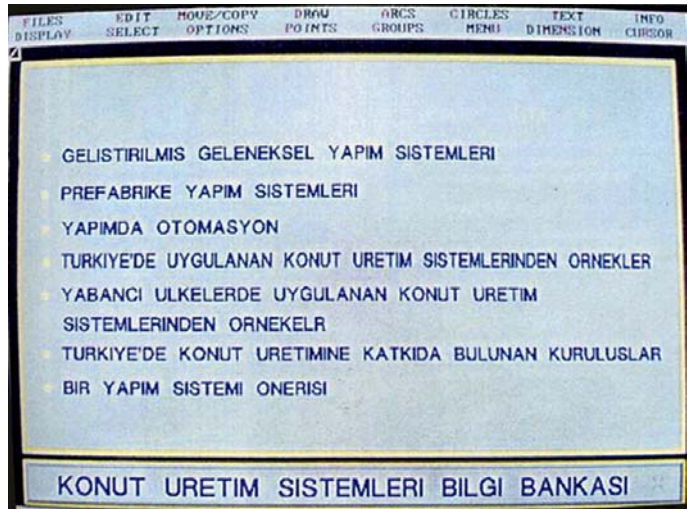 FILES EDIT MOVE/COPY DRAW ARCS CIRCLES TEXT INFO
DISPLAY SELECT OPTIONS POINTS GROUPS MENU DIMENSION CURSOR
GELISTIRILMIS GELENEKSEL YAPIM SISTEMLERI
PREFABRIKE YAPIM SISTEMLERI
YAPIMDA OTOMASYON
TURKIYE'DE UYGULANAN KONUT URETIM SISTEMLERINDEN ORNEKLER
YABANCI ULKELERDE UYGULANAN KONUT URETIM
SISTEMLERINDEN ORNEKELR
TURKIYE'DE KONUT URETIMINE KATKIDA BULUNAN KURULUSLAR
BIR YAPIM SISTEMI ONERISI
KONUT URETIM SISTEMLERI BILGI BANKASI